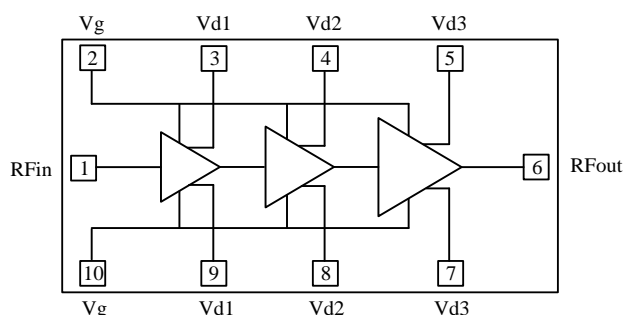 Vg Vd1 Vd2 Vd3
2 3 4 5
RFin 1 6 RFout
10 9 8 7
Vg Vd1 Vd2 Vd3